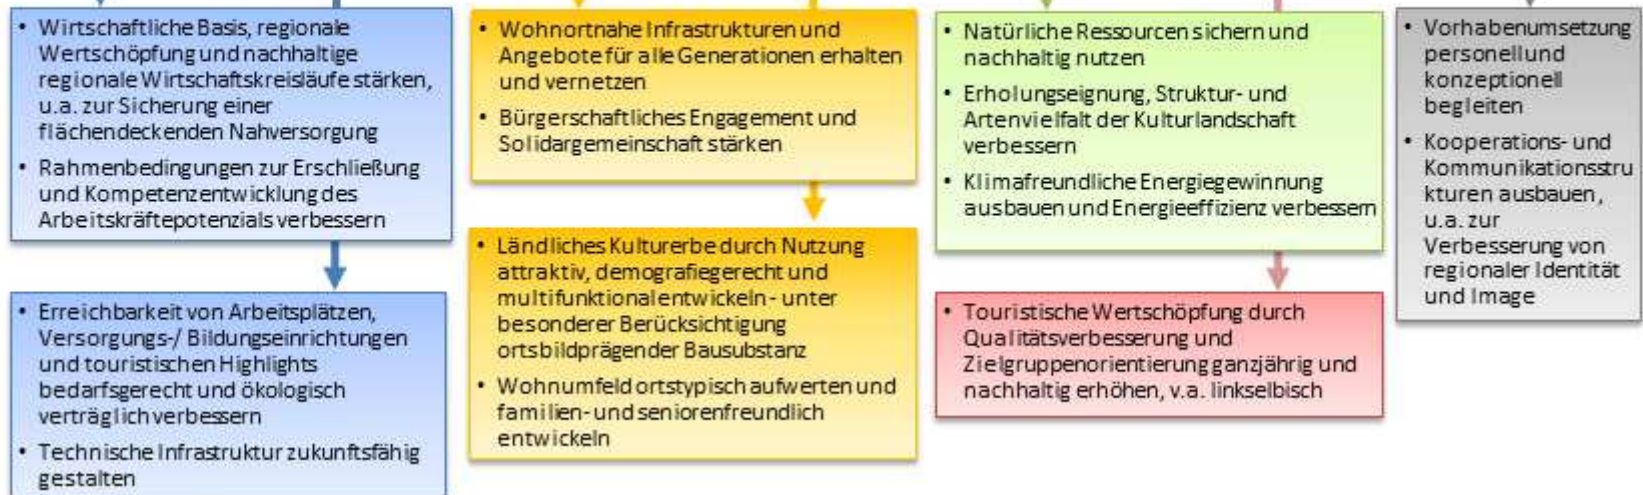 • Wirtschaftliche Basis, regionale
Wertschöpfung und nachhaltige
regionale Wirtschaftskreisläufe stärken,
u.a. zur Sicherung einer
flächendeckenden Nahversorgung
• Rahmenbedingungen zur Erschließung
und Kompetenzentwicklung des
Arbeitskräftepotenzials verbessern
• Erreichbarkeit von Arbeitsplätzen,
Versorgungs-/ Bildungseinrichtungen
und touristischen Highlights
bedarfsgerecht und ökologisch
verträglich verbessern
• Technische Infrastruktur zukunftsfähig
gestalten
• Wohnortnahe Infrastrukturen und
Angebote für alle Generationen erhalten
und vernetzen
• Bürgerschaftliches Engagement und
Solidargemeinschaft stärken
• Ländliches Kulturerbe durch Nutzung
attraktiv, demografiegerecht und
multifunktional entwickeln - unter
besonderer Berücksichtigung
ortsbildprägender Bausubstanz
• Wohnumfeld ortstypisch aufwerten und
familien- und seniorenfreundlich
entwickeln
• Natürliche Ressourcen sichern und
nachhaltig nutzen
• Erholungseignung, Struktur- und
Artenvielfalt der Kulturlandschaft
verbessern
• Klimafreundliche Energiegewinnung
ausbauen und Energieeffizienz verbessern
• Touristische Wertschöpfung durch
Qualitätsverbesserung und
Zielgruppenorientierung ganzjährig und
nachhaltig erhöhen, v.a. linkselbisch
• Vorhabenumsetzung
personell und
konzeptionell
begleiten
• Kooperations- und
Kommunikationsstru
kturen ausbauen,
u.a. zur
Verbesserung von
regionaler Identität
und Image